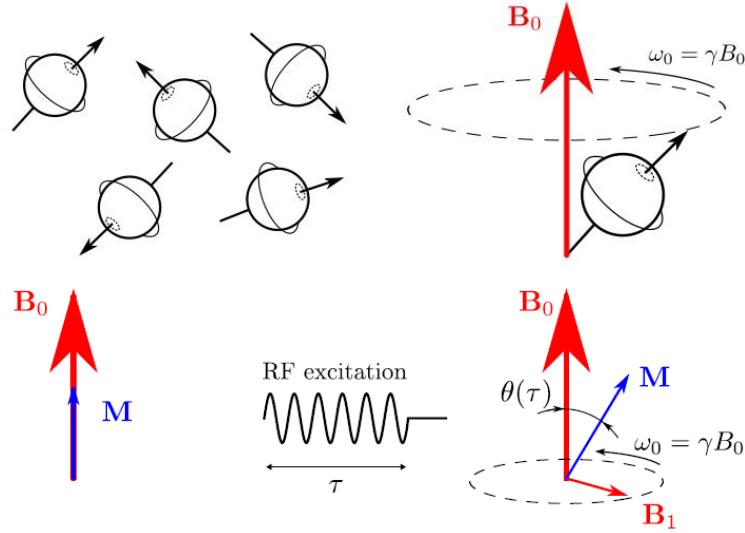 B₀
ω₀ = γB₀
B₀
M
RF excitation
τ
B₀
θ(τ)
M
ω₀ = γB₀
B₁